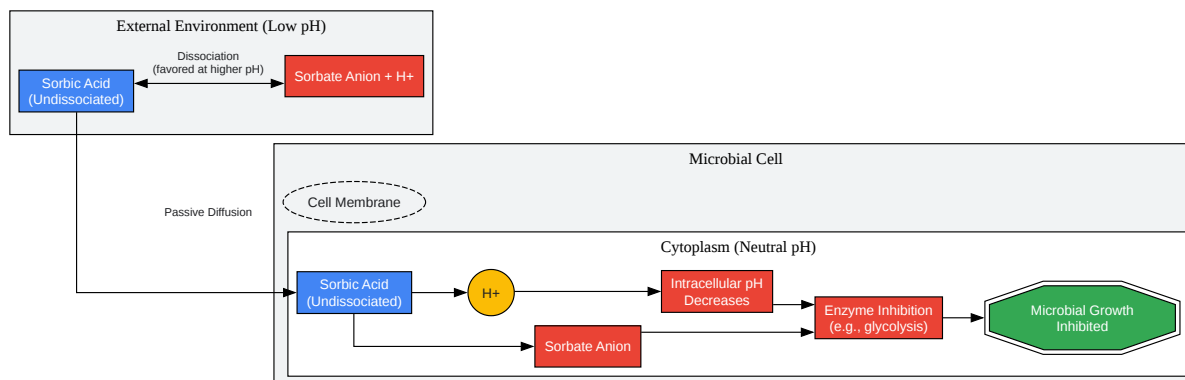 External Environment (Low pH)
Dissociation
(favored at higher pH)
Sorbic Acid
(Undissociated)
Sorbate Anion + H+
Microbial Cell
Cell Membrane
Passive Diffusion
Cytoplasm (Neutral pH)
Sorbic Acid
(Undissociated)
H+
Intracellular pH
Decreases
Enzyme Inhibition
(e.g., glycolysis)
Microbial Growth
Inhibited
Sorbate Anion